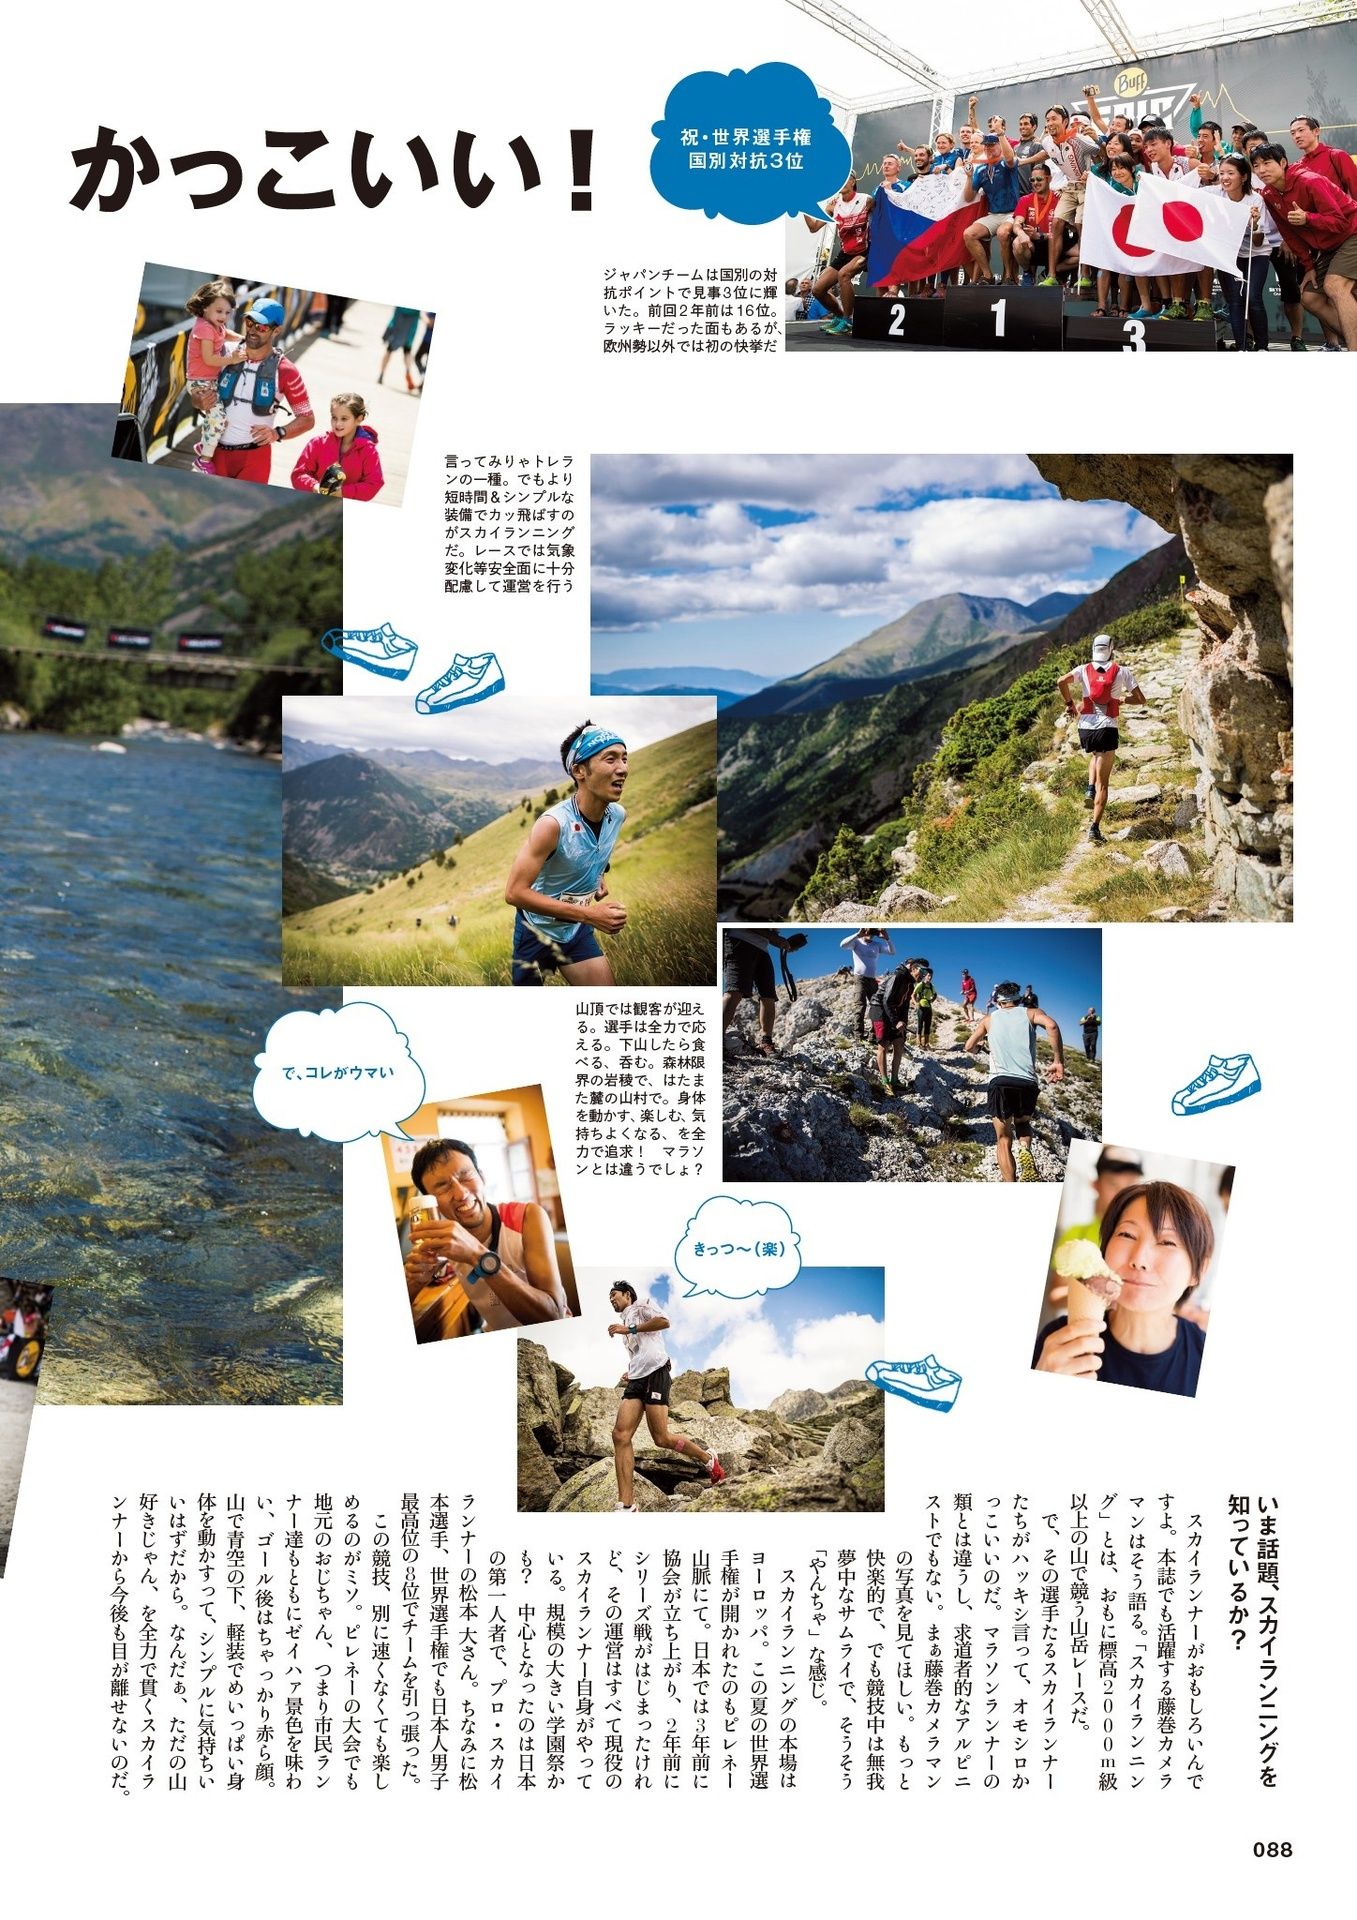 かっこいい！
祝・世界選手権
国別対抗3位
Buff
EPIC
2
1
3
ジャパンチームは国別の対
抗ポイントで見事3位に輝
いた。前回2年前は16位。
ラッキーだった面もあるが、
欧州勢以外では初の快挙だ
言ってみりゃトレラ
ンの一種。でもより
短時間＆シンプルな
装備でカッ飛ばすの
がスカイランニング
だ。レースでは気象
変化等安全面に十分
配慮して運営を行う
山頂では観客が迎え
る。選手は全力で応
える。下山したら食
べる、呑む。森林限
界の岩稜で、はたま
た麓の山村で。身体
を動かす、楽しむ、気
持ちよくなる、を全
力で追求！　マラソ
ンとは違うでしょ？
で、コレがウマい
きっつ〜（楽）
いま話題、スカイランニングを
知っているか？
スカイランナーがおもしろいんで
すよ。本誌でも活躍する藤巻カメラ
マンはそう語る。「スカイランニン
グ」とは、おもに標高2000m級
以上の山で競う山岳レースだ。
で、その選手たるスカイランナー
たちがハッキシ言って、オモシロか
っこいいのだ。マラソンランナーの
類とは違うし、求道者的なアルピニ
ストでもない。まぁ藤巻カメラマン
の写真を見てほしい。もっと
快楽的で、でも競技中は無我
夢中なサムライで、そうそう
「やんちゃ」な感じ。
スカイランニングの本場は
ヨーロッパ。この夏の世界選
手権が開かれたのもピレネー
山脈にて。日本では3年前に
協会が立ち上がり、2年前に
シリーズ戦がはじまったけれ
ど、その運営はすべて現役の
スカイランナー自身がやって
いる。規模の大きい学園祭か
も？　中心となったのは日本
の第一人者で、プロ・スカイ
ランナーの松本 大さん。ちなみに松
本選手、世界選手権でも日本人男子
最高位の8位でチームを引っ張った。
この競技、別に速くなくても楽し
めるのがミソ。ピレネーの大会でも
地元のおじちゃん、つまり市民ラン
ナー達もともにゼイハァ景色を味わ
い、ゴール後はちゃっかり赤ら顔。
山で青空の下、軽装でめいっぱい身
体を動かすって、シンプルに気持ちい
いはずだから。なんだぁ、ただの山
好きじゃん、を全力で貫くスカイラ
ンナーから今後も目が離せないのだ。
088